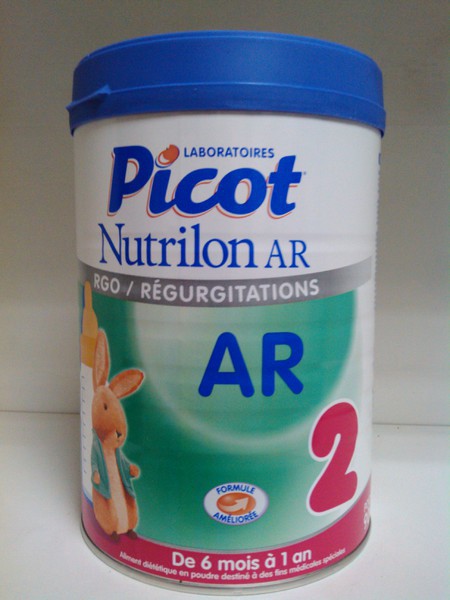 LABORATOIRES
Picot
Nutrilon AR
RGO / RÉGURGITATIONS
AR
2
FORMULE
AMÉLIORÉE
De 6 mois à 1 an
Aliment diététique en poudre destiné à des fins médicales spéciales